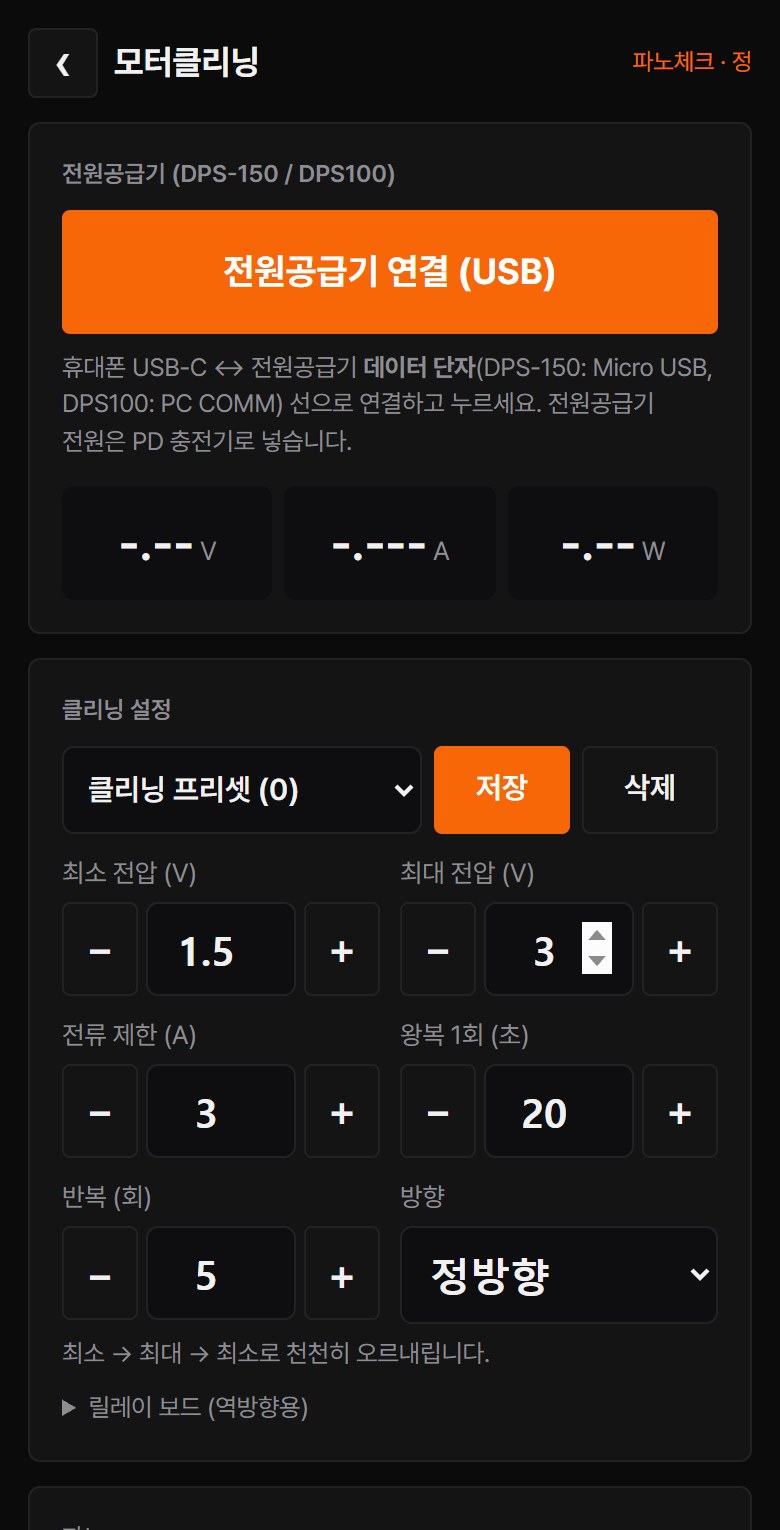 모터클리닝
파노체크 · 정
전원공급기 (DPS-150 / DPS100)
전원공급기 연결 (USB)
휴대폰 USB-C ↔ 전원공급기 데이터 단자(DPS-150: Micro USB,
DPS100: PC COMM) 선으로 연결하고 누르세요. 전원공급기
전원은 PD 충전기로 넣습니다.
-.-- V
-.--- A
-.-- W
클리닝 설정
클리닝 프리셋 (0)
저장
삭제
최소 전압 (V)
최대 전압 (V)
− 1.5 +
− 3 +
전류 제한 (A)
왕복 1회 (초)
− 3 +
− 20 +
반복 (회)
방향
− 5 +
정방향
최소 → 최대 → 최소로 천천히 오르내립니다.
▶ 릴레이 보드 (역방향용)